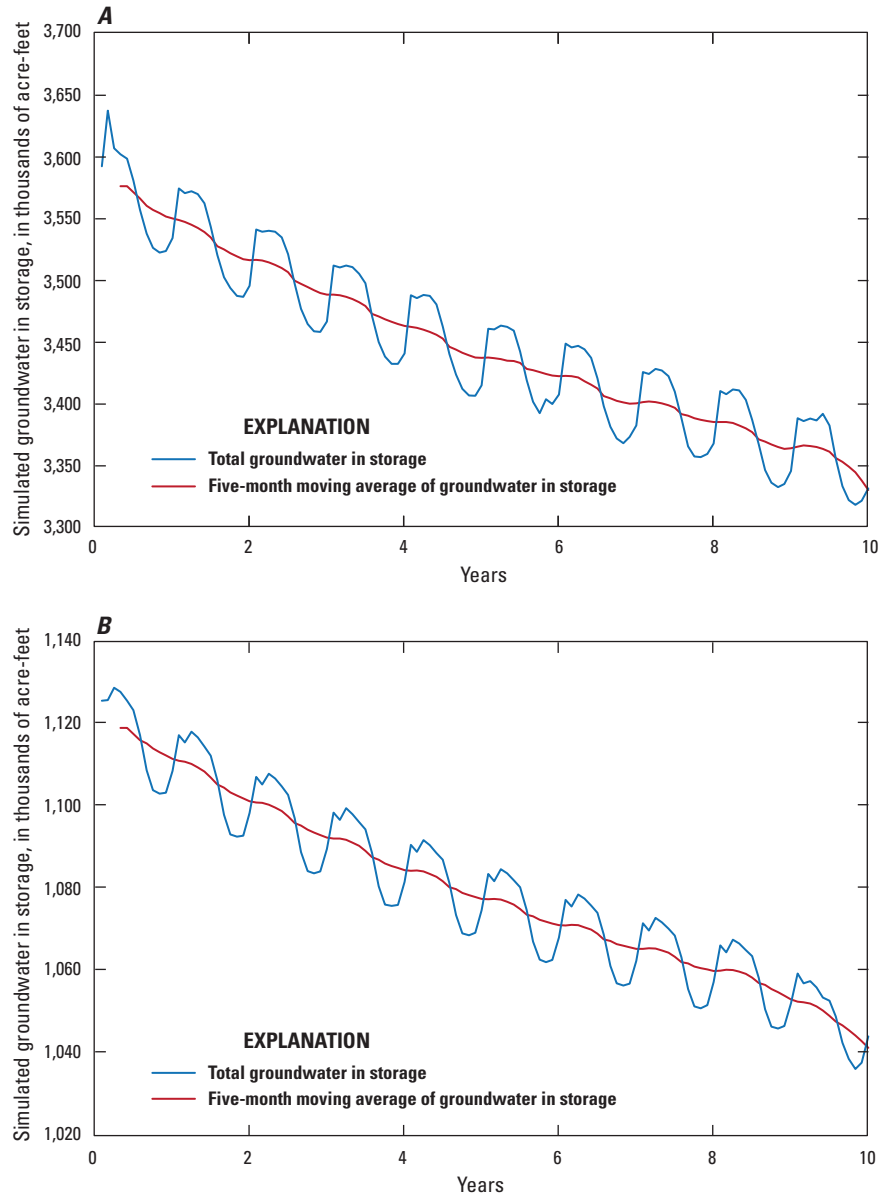 A
Simulated groundwater in storage, in thousands of acre-feet
3,700
3,650
3,600
3,550
3,500
3,450
3,400
3,350
3,300
EXPLANATION
Total groundwater in storage
Five-month moving average of groundwater in storage
0 2 4 6 8 10
Years
B
Simulated groundwater in storage, in thousands of acre-feet
1,140
1,120
1,100
1,080
1,060
1,040
1,020
EXPLANATION
Total groundwater in storage
Five-month moving average of groundwater in storage
0 2 4 6 8 10
Years